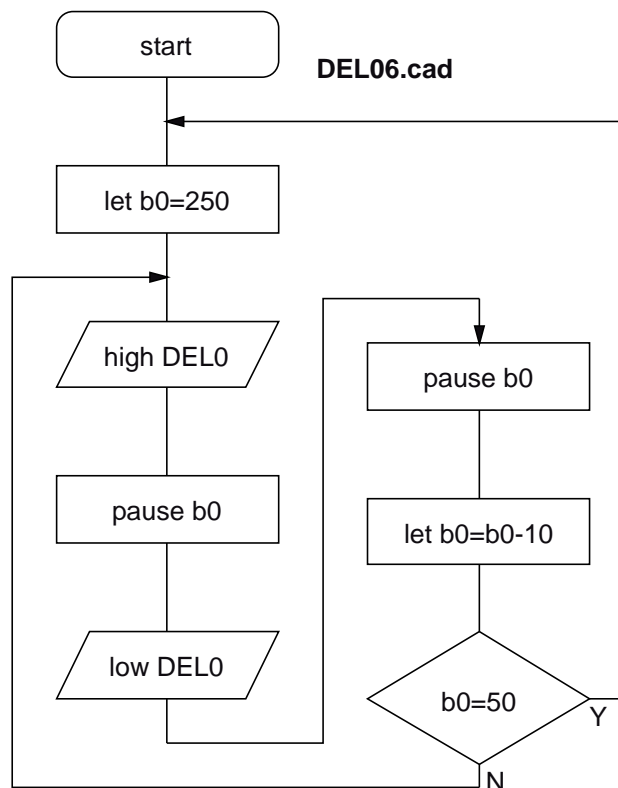 start
DEL06.cad
let b0=250
high DEL0
pause b0
low DEL0
pause b0
let b0=b0-10
b0=50
Y
N